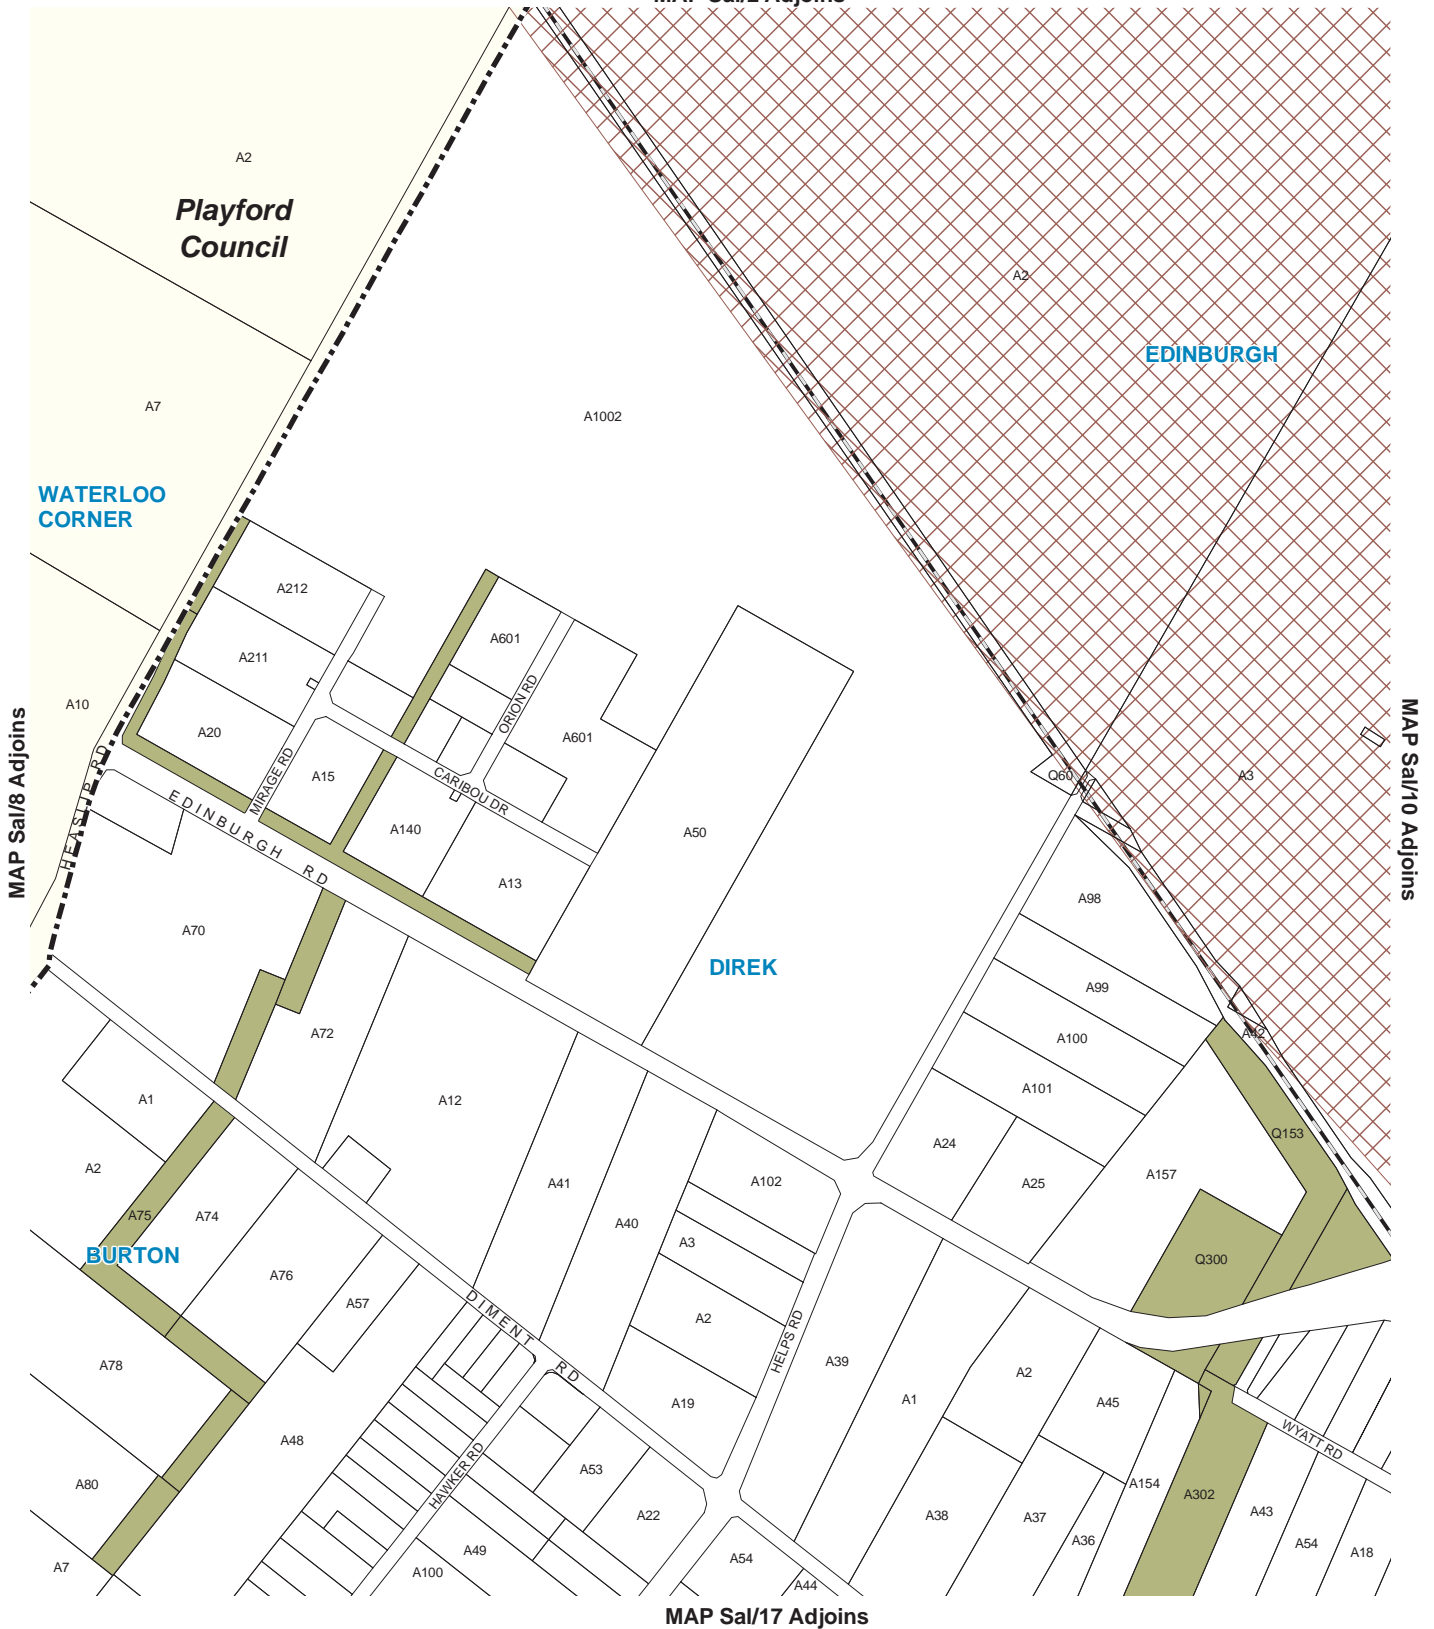 MAP Sal/2 Adjoins
A2
Playford
Council
A2
EDINBURGH
A7
A1002
WATERLOO
CORNER
A212
A601
A211
A10
ORION RD
A20
A601
MAP Sal/8 Adjoins
MAP Sal/10 Adjoins
HEASLIP RD
MIRAGE RD
A15
CARIBOU DR
Q60
A3
EDINBURGH RD
A140
A50
A13
A98
A70
DIREK
A99
A72
A42
A100
A12
A101
A1
Q153
A24
A2
A41
A102
A25
A157
A75
A74
A40
A3
BURTON
Q300
A76
A57
DIMENT RD
A2
HELPS RD
A78
A39
A2
A19
A1
A45
A48
WYATT RD
HAWKER RD
A53
A80
A154
A302
A22
A38
A37
A43
A36
A54
A18
A7
A49
A100
A54
A44
MAP Sal/17 Adjoins